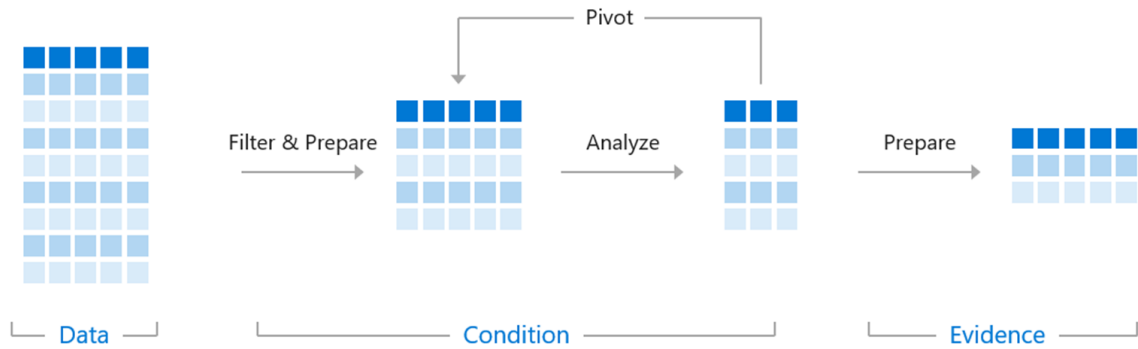 Pivot
Filter & Prepare
Analyze
Prepare
Data
Condition
Evidence